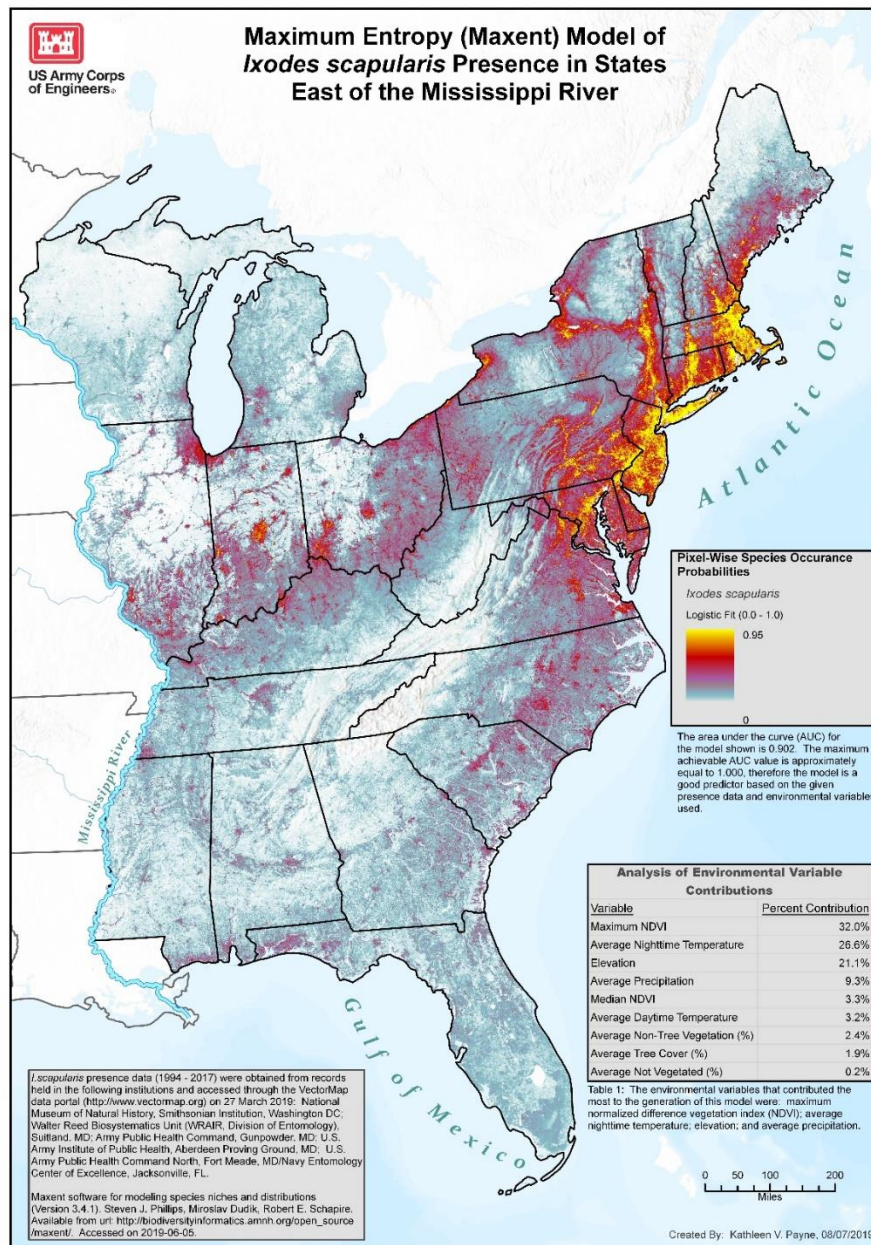 US Army Corps
of Engineers®
Maximum Entropy (Maxent) Model of
Ixodes scapularis Presence in States
East of the Mississippi River
Atlantic Ocean
Mississippi River
Gulf of Mexico
Pixel-Wise Species Occurance
Probabilities
Ixodes scapularis
Logistic Fit (0.0 - 1.0)
0.95
0
The area under the curve (AUC) for
the model shown is 0.902. The maximum
achievable AUC value is approximately
equal to 1.000, therefore the model is a
good predictor based on the given
presence data and environmental variables
used.
Analysis of Environmental Variable
Contributions
Variable Percent Contribution
Maximum NDVI 32.0%
Average Nighttime Temperature 26.6%
Elevation 21.1%
Average Precipitation 9.3%
Median NDVI 3.3%
Average Daytime Temperature 3.2%
Average Non-Tree Vegetation (%) 2.4%
Average Tree Cover (%) 1.9%
Average Not Vegetated (%) 0.2%
Table 1: The environmental variables that contributed the
most to the generation of this model were: maximum
normalized difference vegetation index (NDVI); average
nighttime temperature; elevation; and average precipitation.
I.scapularis presence data (1994 - 2017) were obtained from records
held in the following institutions and accessed through the VectorMap
data portal (http://www.vectormap.org) on 27 March 2019: National
Museum of Natural History, Smithsonian Institution, Washington DC;
Walter Reed Biosystematics Unit (WRAIR, Division of Entomology),
Suitland, MD; Army Public Health Command, Gunpowder, MD; U.S.
Army Institute of Public Health, Aberdeen Proving Ground, MD; U.S.
Army Public Health Command North, Fort Meade, MD/Navy Entomology
Center of Excellence, Jacksonville, FL.
Maxent software for modeling species niches and distributions
(Version 3.4.1). Steven J. Phillips, Miroslav Dudík, Robert E. Schapire.
Available from url: http://biodiversityinformatics.amnh.org/open_source
/maxent/. Accessed on 2019-06-05.
0 50 100 200
Miles
Created By: Kathleen V. Payne, 08/07/2019